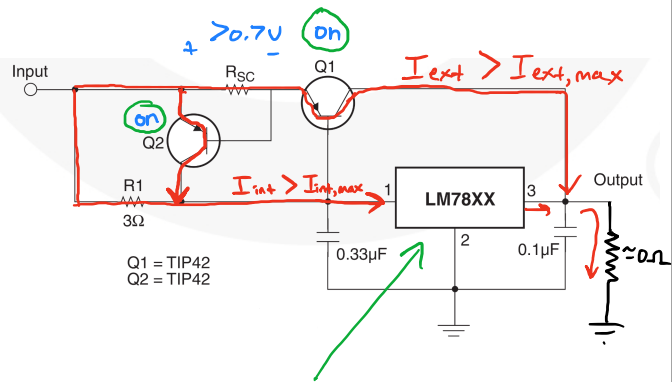 + >0.7V - on
Input
RSC
Q1
Iext > Iext,max
on
Q2
R1
3Ω
Iint > Iint,max
1
LM78XX
3
Output
2
0.33µF
0.1µF
≈0Ω
Q1 = TIP42
Q2 = TIP42